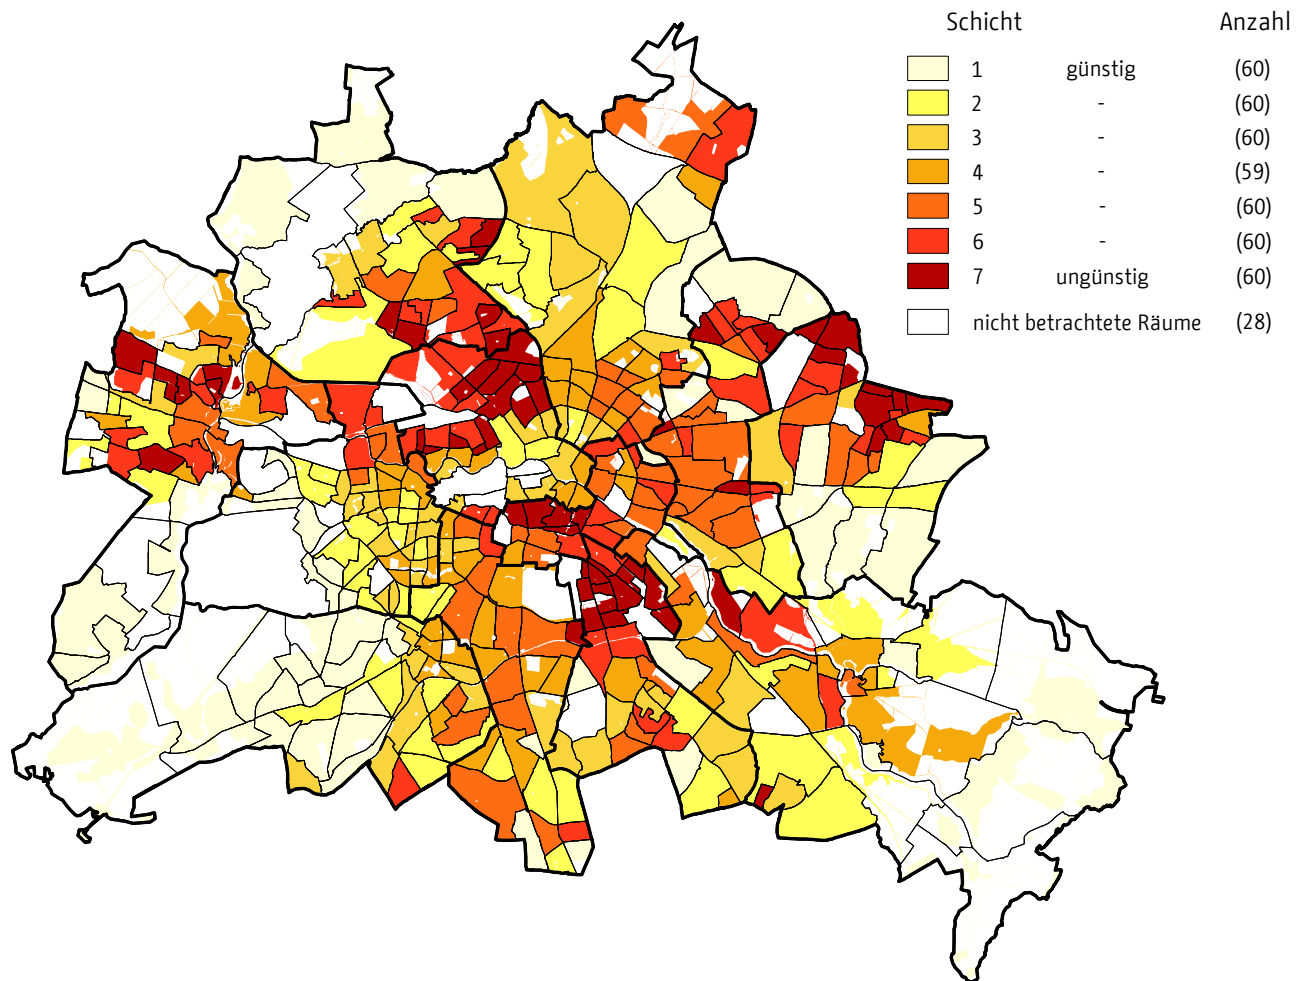 Schicht Anzahl
1 günstig (60)
2 - (60)
3 - (60)
4 - (59)
5 - (60)
6 - (60)
7 ungünstig (60)
nicht betrachtete Räume (28)